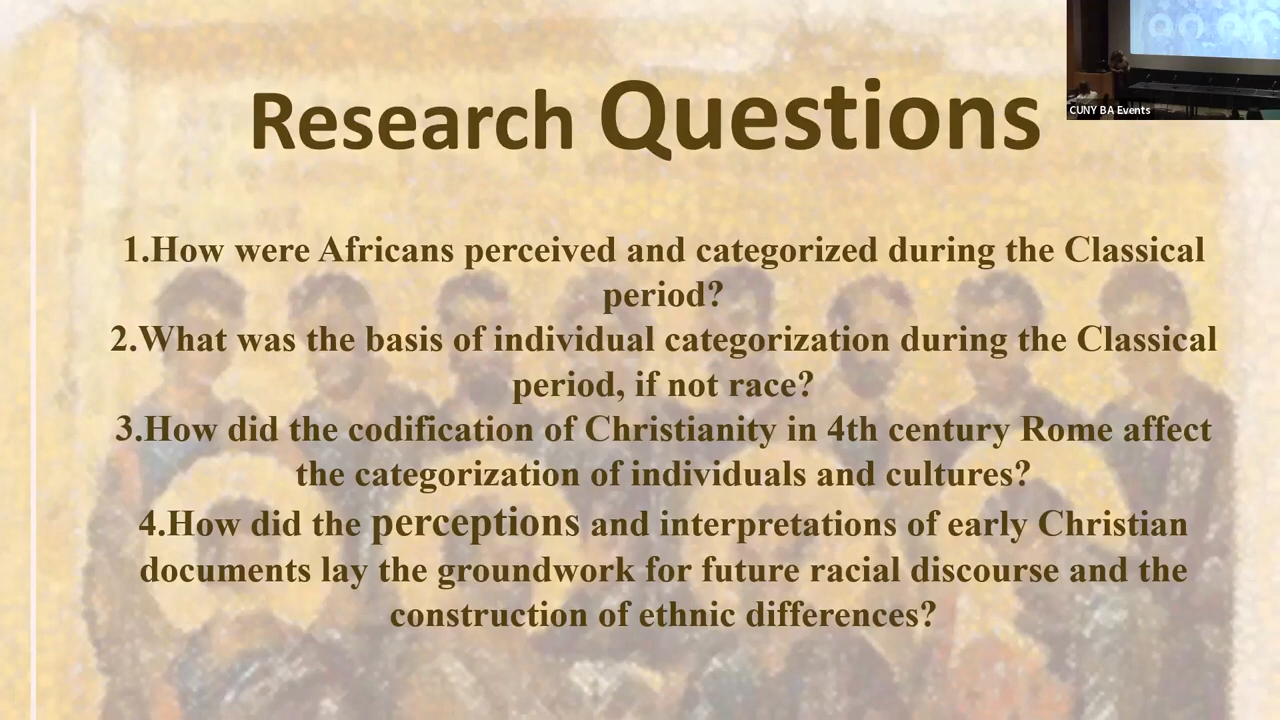 Research Questions
CUNY BA Events
1.How were Africans perceived and categorized during the Classical
period?
2.What was the basis of individual categorization during the Classical
period, if not race?
3.How did the codification of Christianity in 4th century Rome affect
the categorization of individuals and cultures?
4.How did the perceptions and interpretations of early Christian
documents lay the groundwork for future racial discourse and the
construction of ethnic differences?